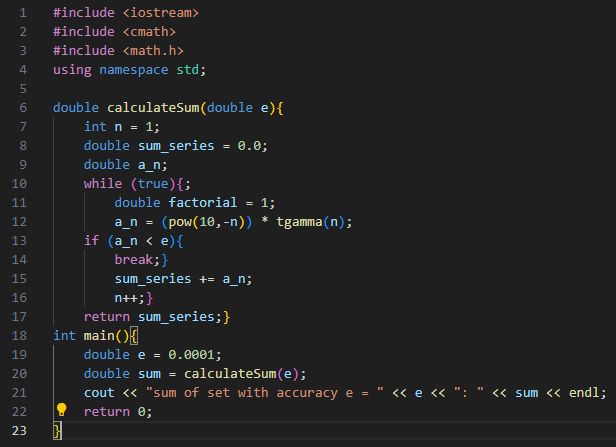 1 #include <iostream>
2 #include <cmath>
3 #include <math.h>
4 using namespace std;
5
6 double calculateSum(double e){
7     int n = 1;
8     double sum_series = 0.0;
9     double a_n;
10     while (true){;
11         double factorial = 1;
12         a_n = (pow(10,-n)) * tgamma(n);
13     if (a_n < e){
14         break;}
15         sum_series += a_n;
16         n++;}
17     return sum_series;}
18 int main(){
19     double e = 0.0001;
20     double sum = calculateSum(e);
21     cout << "sum of set with accuracy e = " << e << ": " << sum << endl;
22     return 0;
23 }